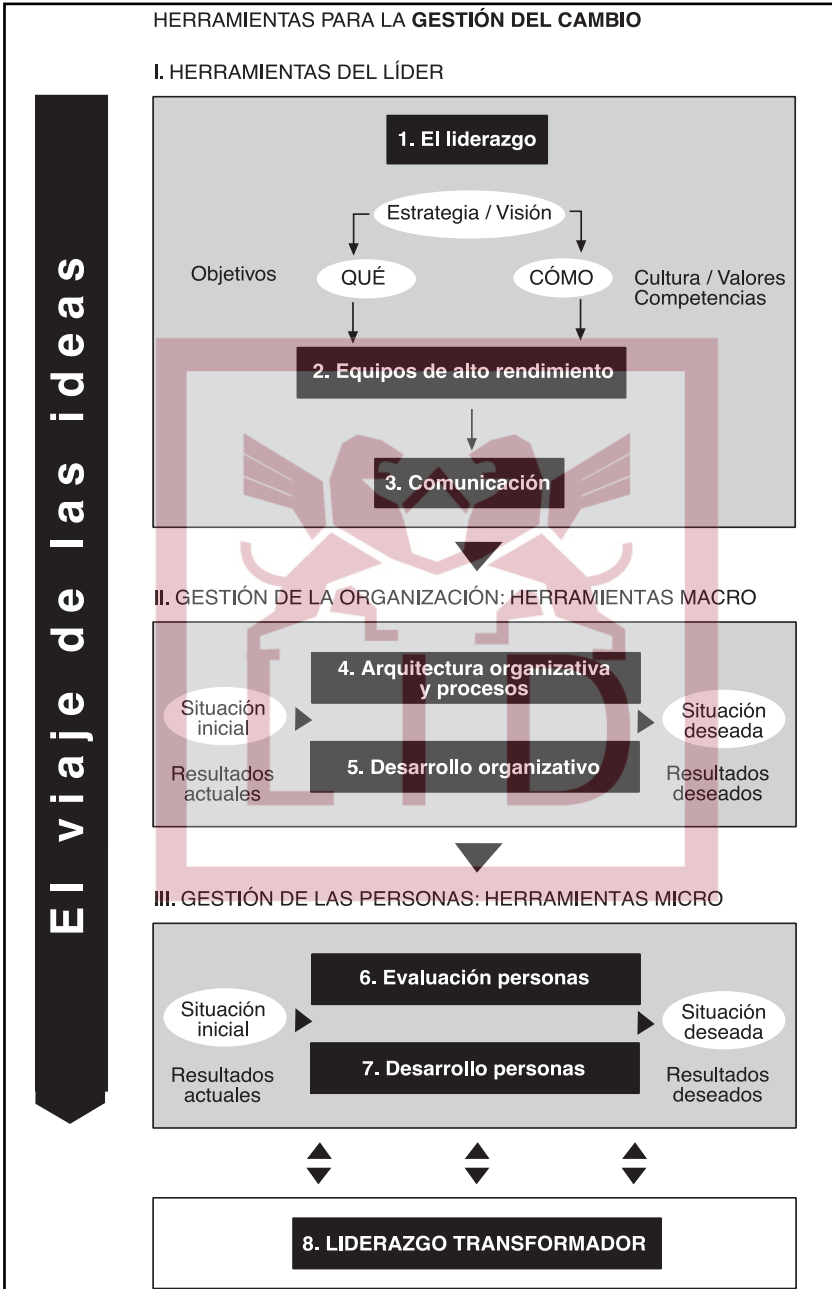 HERRAMIENTAS PARA LA GESTIÓN DEL CAMBIO
I. HERRAMIENTAS DEL LÍDER
El viaje de las ideas
1. El liderazgo
Estrategia / Visión
Objetivos
QUÉ
CÓMO
Cultura / Valores
Competencias
2. Equipos de alto rendimiento
3. Comunicación
II. GESTIÓN DE LA ORGANIZACIÓN: HERRAMIENTAS MACRO
4. Arquitectura organizativa
y procesos
Situación
inicial
Situación
deseada
5. Desarrollo organizativo
Resultados
actuales
Resultados
deseados
LID
III. GESTIÓN DE LAS PERSONAS: HERRAMIENTAS MICRO
6. Evaluación personas
Situación
inicial
Situación
deseada
7. Desarrollo personas
Resultados
actuales
Resultados
deseados
8. LIDERAZGO TRANSFORMADOR